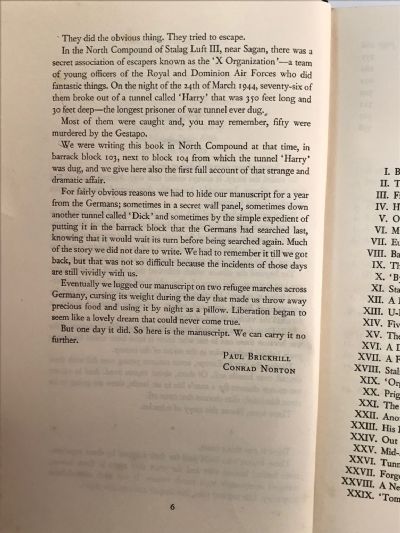 They did the obvious thing. They tried to escape.
In the North Compound of Stalag Luft III, near Sagan, there was a
secret association of escapers known as the 'X Organization'—a team
of young officers of the Royal and Dominion Air Forces who did
fantastic things. On the night of the 24th of March 1944, seventy-six of
them broke out of a tunnel called 'Harry' that was 350 feet long and
30 feet deep—the longest prisoner of war tunnel ever dug.
Most of them were caught and, you may remember, fifty were
murdered by the Gestapo.
We were writing this book in North Compound at that time, in
barrack block 103, next to block 104 from which the tunnel 'Harry'
was dug, and we give here also the first full account of that strange and
dramatic affair.
For fairly obvious reasons we had to hide our manuscript for a year
from the Germans; sometimes in a secret wall panel, sometimes down
another tunnel called 'Dick' and sometimes by the simple expedient of
putting it in the barrack block that the Germans had searched last,
knowing that it would wait its turn before being searched again. Much
of the story we did not dare to write. We had to remember it till we got
back, but that was not so difficult because the incidents of those days
are still vividly with us.
Eventually we lugged our manuscript on two refugee marches across
Germany, cursing its weight during the day that made us throw away
precious food and using it by night as a pillow. Liberation began to
seem like a lovely dream that could never come true.
But one day it did. So here is the manuscript. We can carry it no
further.
PAUL BRICKHILL
CONRAD NORTON
6
I. B
II. T
III. Fl
IV. H
V. O
VI. M
VII. Eu
VIII. Ba
IX. Th
X. 'By
XI. Sta
XII. A
XIII. U-
XIV. Five
XV. The
XVI. A D
XVII. A F
XVIII. Stal
XIX. 'Or
XX. Prig
XXI. The
XXII. Ano
XXIII. His
XXIV. Out
XXV. Mid-
XXVI. Tunn
XXVII. Forge
XXVIII. A Ne
XXIX. 'Tom